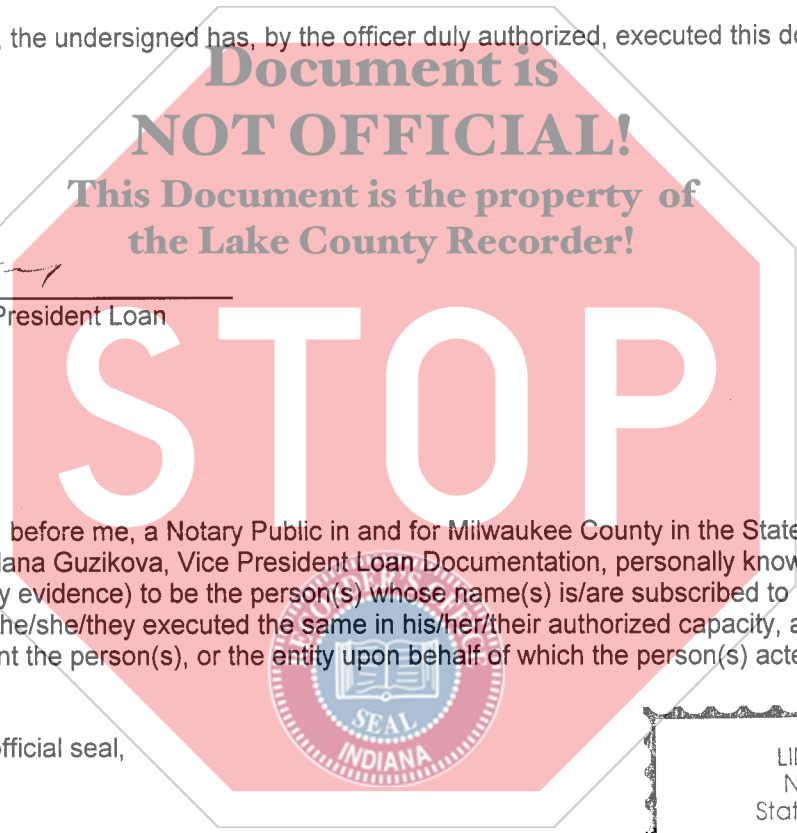 , the undersigned has, by the officer duly authorized, executed this do
Document is
NOT OFFICIAL!
This Document is the property of
the Lake County Recorder!
President Loan
STOP
before me, a Notary Public in and for Milwaukee County in the State
lana Guzikova, Vice President Loan Documentation, personally know
y evidence) to be the person(s) whose name(s) is/are subscribed to
he/she/they executed the same in his/her/their authorized capacity, a
nt the person(s), or the entity upon behalf of which the person(s) acte
RECORDER'S OFFICE
SEAL
INDIANA
official seal,
LI
N
Stat